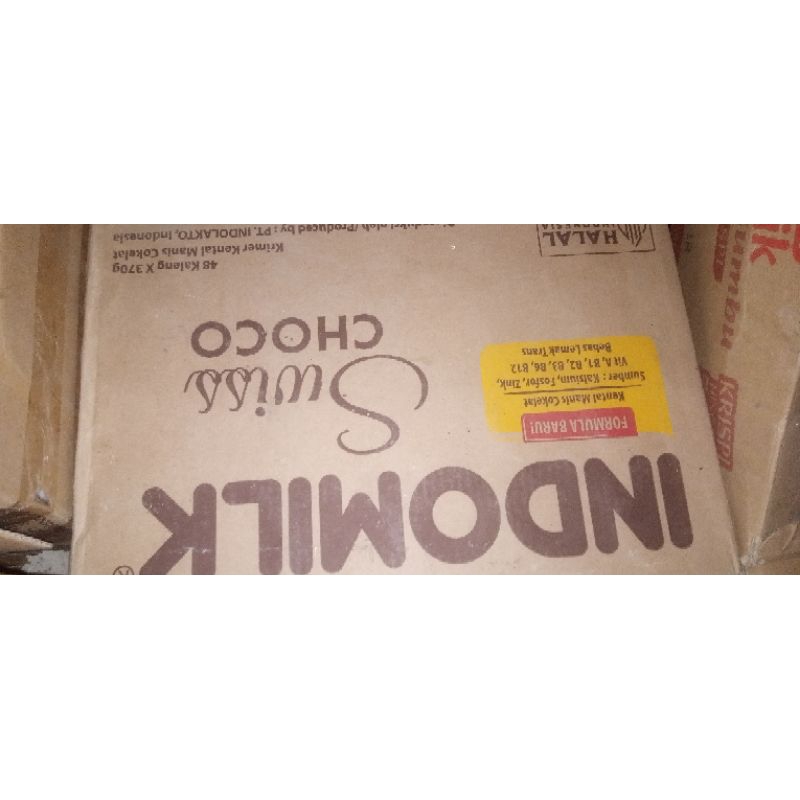 INDOMILK®
FORMULA BARU!
Kental Manis Cokelat
Sumber : Kalsium, Fosfor, Zink,
Vit A, B1, B2, B3, B6, B12
Bebas Lemak Trans
Swiss
CHOCO
48 Kaleng X 370g
Krimer Kental Manis Cokelat
oleh/Produced by : PT. INDOLAKTO, Indonesia
HALAL
INDONESIA